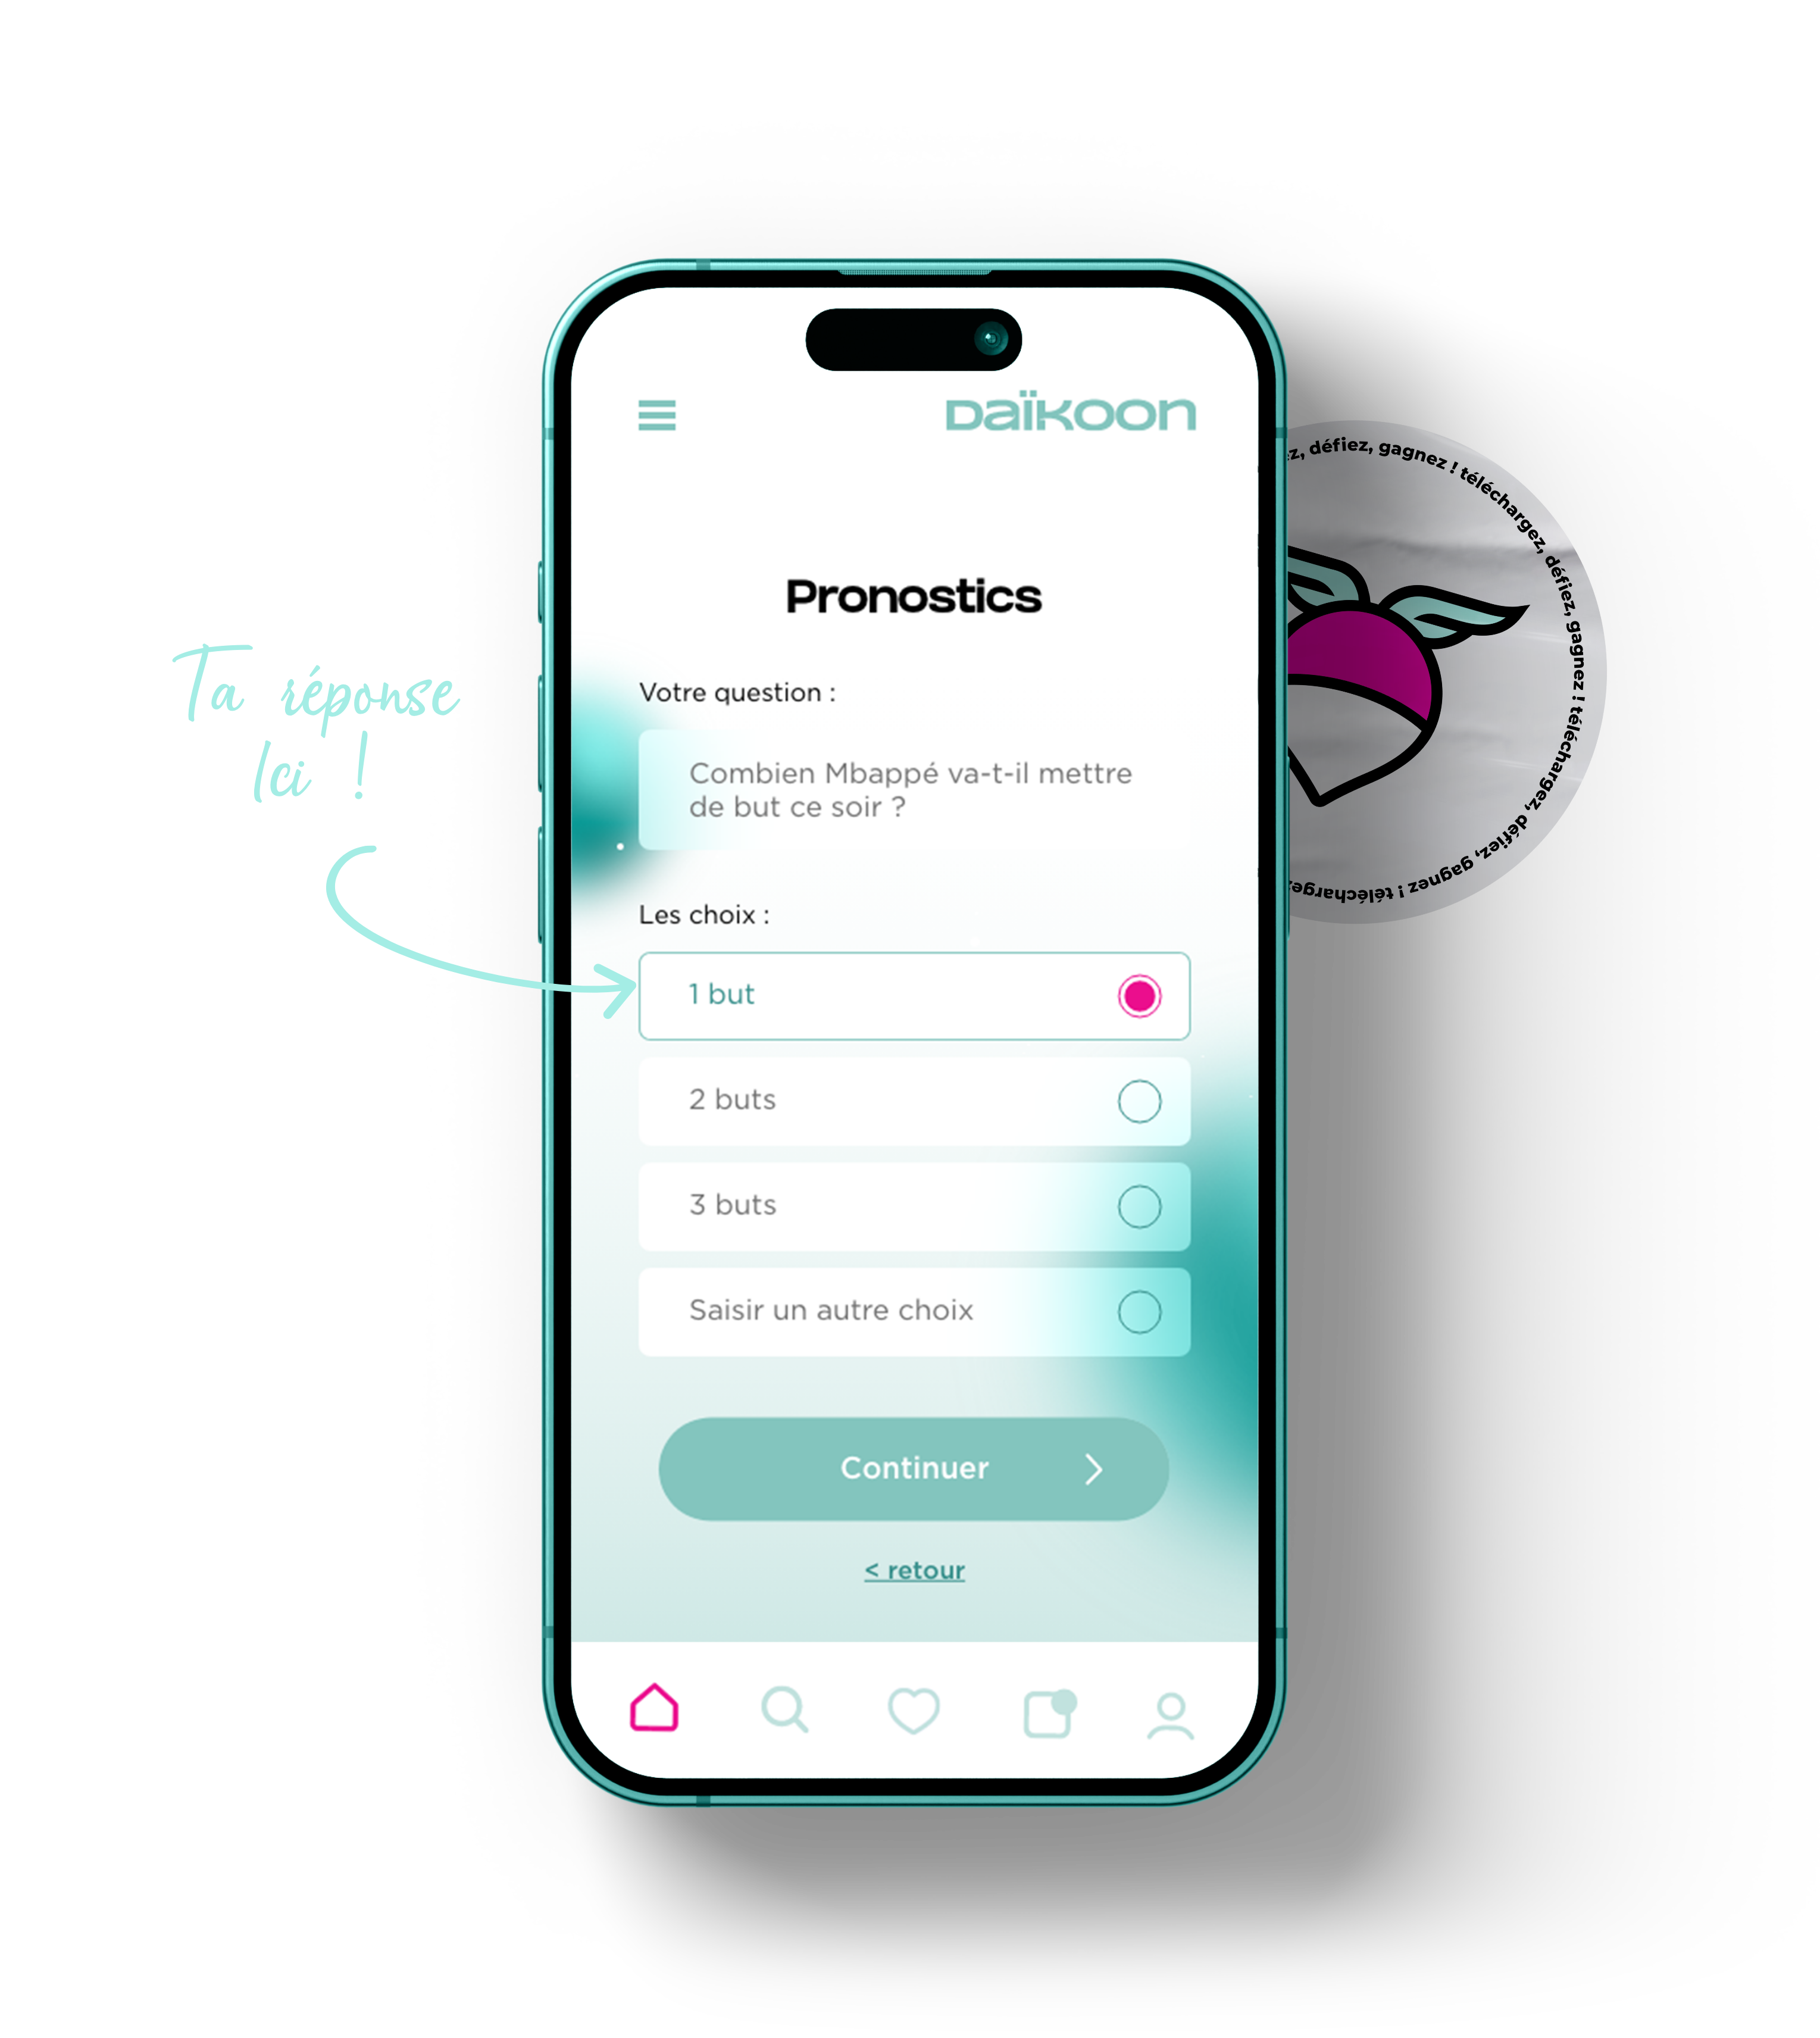 Daïkoon
Pronostics
Ta réponse
Ici !
Votre question :
Combien Mbappé va-t-il mettre
de but ce soir ?
Les choix :
1 but
2 buts
3 buts
Saisir un autre choix
Continuer
< retour
défiez, gagnez ! téléchargez, défiez, gagnez ! téléchargez, défiez, gagnez ! téléchargez